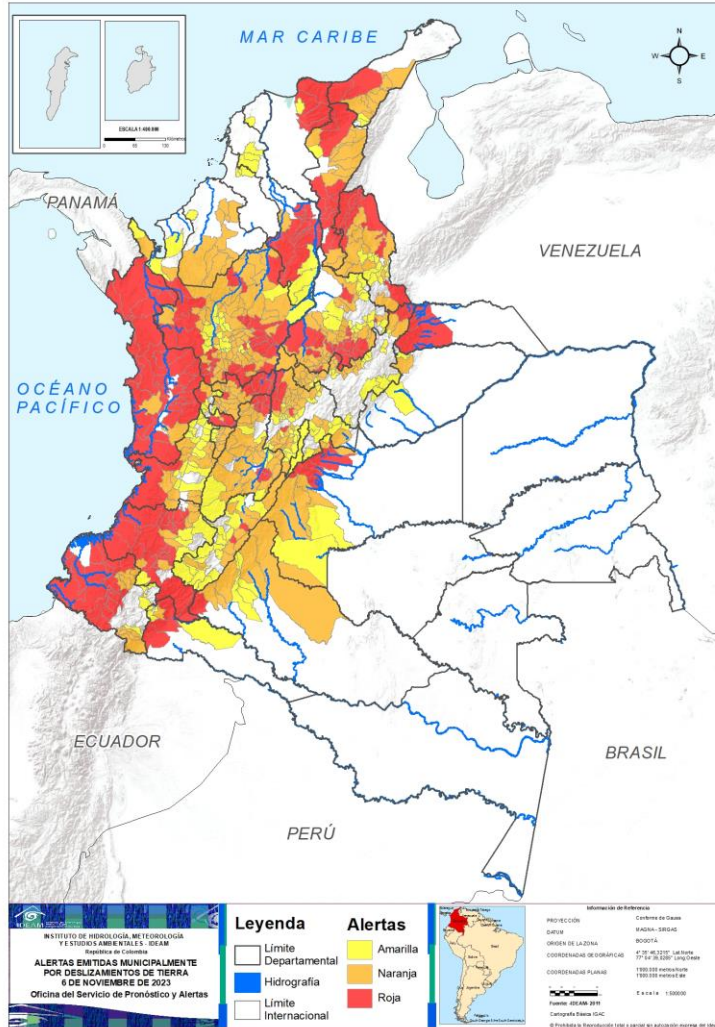 MAR CARIBE
N
W E
S
ESCALA 1:400.000
PANAMÁ
VENEZUELA
OCÉANO
PACÍFICO
ECUADOR
BRASIL
PERÚ
IDEAM
INSTITUTO DE HIDROLOGÍA, METEOROLOGÍA
Y ESTUDIOS AMBIENTALES - IDEAM
República de Colombia
ALERTAS EMITIDAS MUNICIPALMENTE
POR DESLIZAMIENTOS DE TIERRA
6 DE NOVIEMBRE DE 2023
Oficina del Servicio de Pronóstico y Alertas
Leyenda
Límite
Departamental
Hidrografía
Límite
Internacional
Alertas
Amarilla
Naranja
Roja
Información de Referencia
PROYECCIÓN Conforme de Gauss
DATUM MAGNA - SIRGAS
ORIGEN DE LA ZONA BOGOTÁ
COORDENADAS GEOGRÁFICAS
COORDENADAS PLANAS
Cartografía Básica IGAC